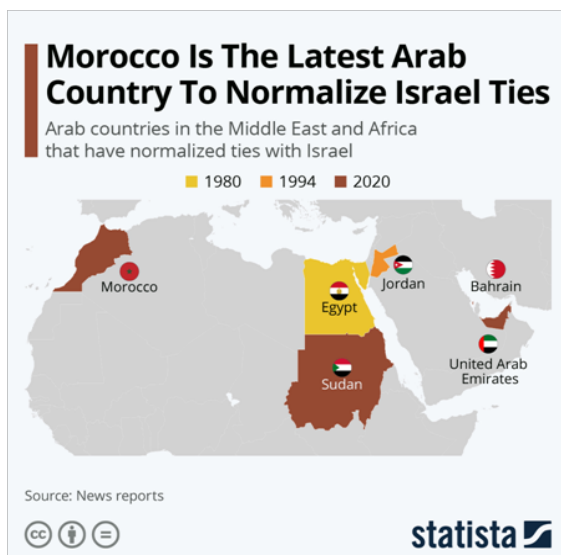 Morocco Is The Latest Arab
Country To Normalize Israel Ties
Arab countries in the Middle East and Africa
that have normalized ties with Israel
1980 1994 2020
Morocco
Egypt
Jordan
Bahrain
Sudan
United Arab
Emirates
Source: News reports
cc
statista